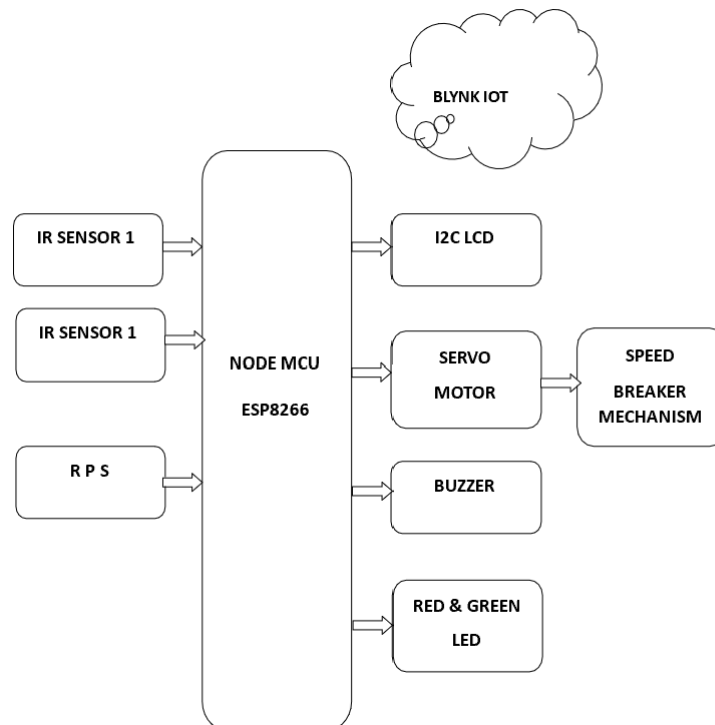 BLYNK IOT
IR SENSOR 1
IR SENSOR 1
R P S
NODE MCU
ESP8266
I2C LCD
SERVO
MOTOR
SPEED
BREAKER
MECHANISM
BUZZER
RED & GREEN
LED